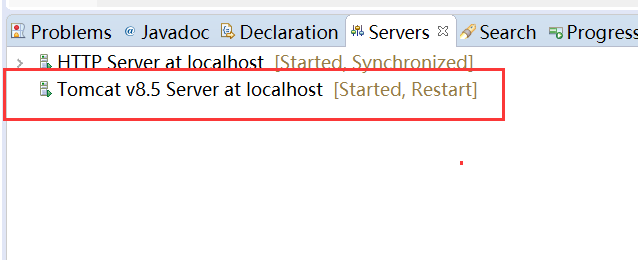 Problems @ Javadoc Declaration Servers Search Progress
HTTP Server at localhost [Started, Synchronized]
Tomcat v8.5 Server at localhost [Started, Restart]